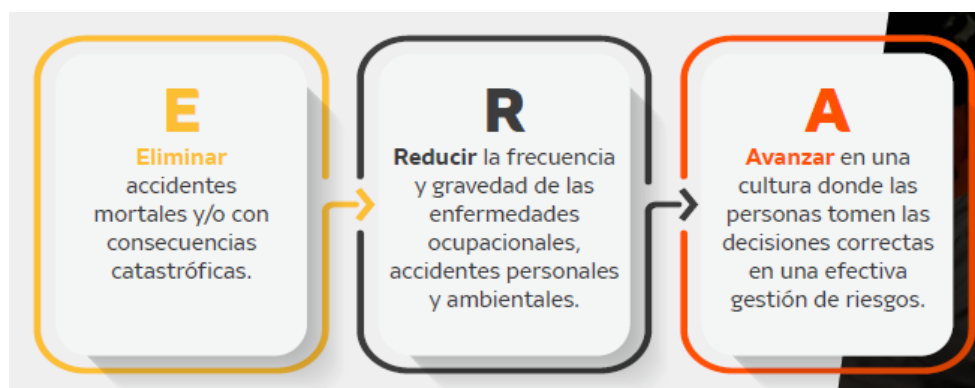 E
Eliminar
accidentes
mortales y/o con
consecuencias
catastróficas.
R
Reducir la frecuencia
y gravedad de las
enfermedades
ocupacionales,
accidentes personales
y ambientales.
A
Avanzar en una
cultura donde las
personas tomen las
decisiones correctas
en una efectiva
gestión de riesgos.